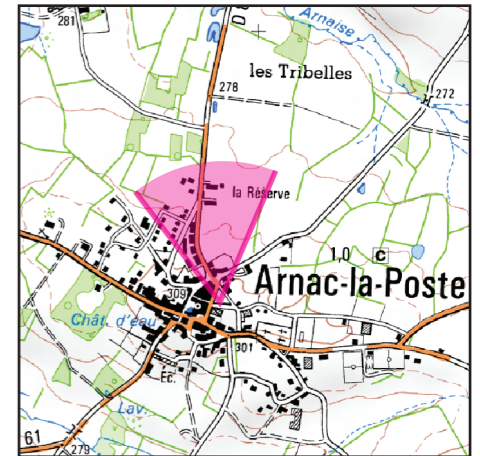 281
Arnaise
D
278
les Tribelles
272
la Réserve
1,0 C
309
Arnac-la-Poste
Chât. d'eau
301
Ec.
Lav.
61
279